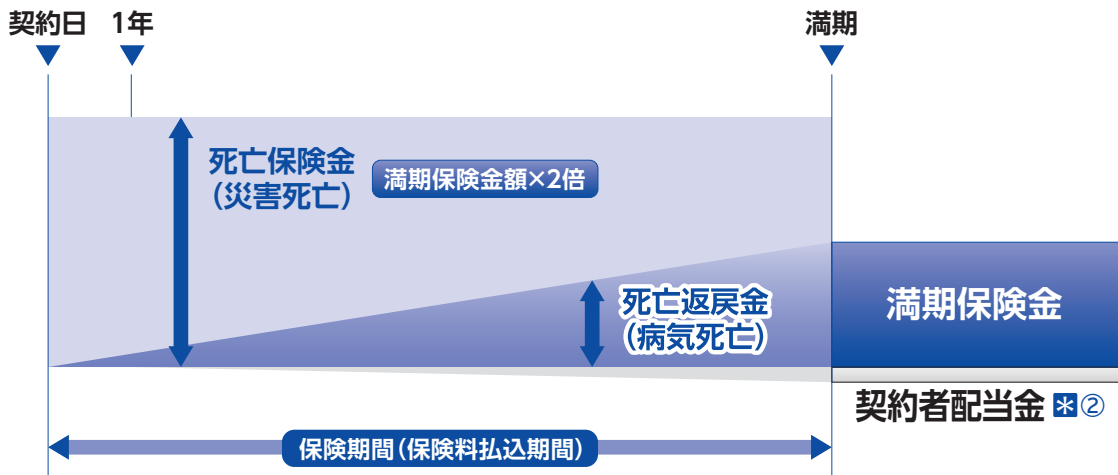 契約日 1年 満期
死亡保険金
(災害死亡)
満期保険金額×2倍
死亡返戻金
(病気死亡)
満期保険金
契約者配当金 *②
保険期間(保険料払込期間)